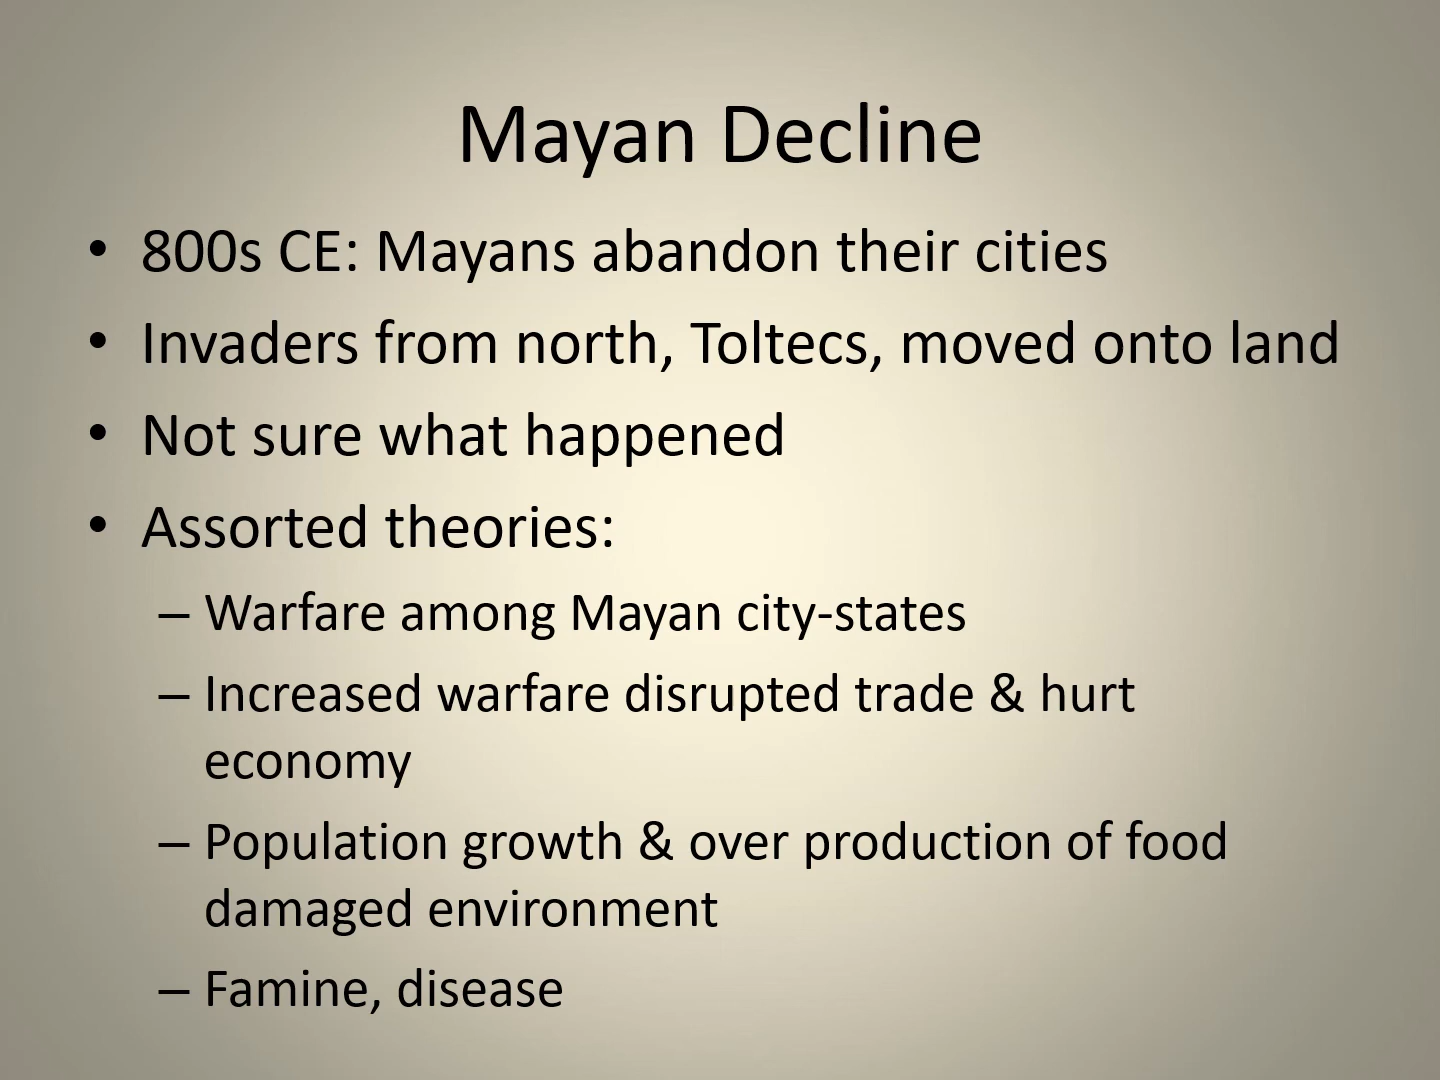 Mayan Decline
• 800s CE: Mayans abandon their cities
• Invaders from north, Toltecs, moved onto land
• Not sure what happened
• Assorted theories:
– Warfare among Mayan city-states
– Increased warfare disrupted trade & hurt
economy
– Population growth & over production of food
damaged environment
– Famine, disease